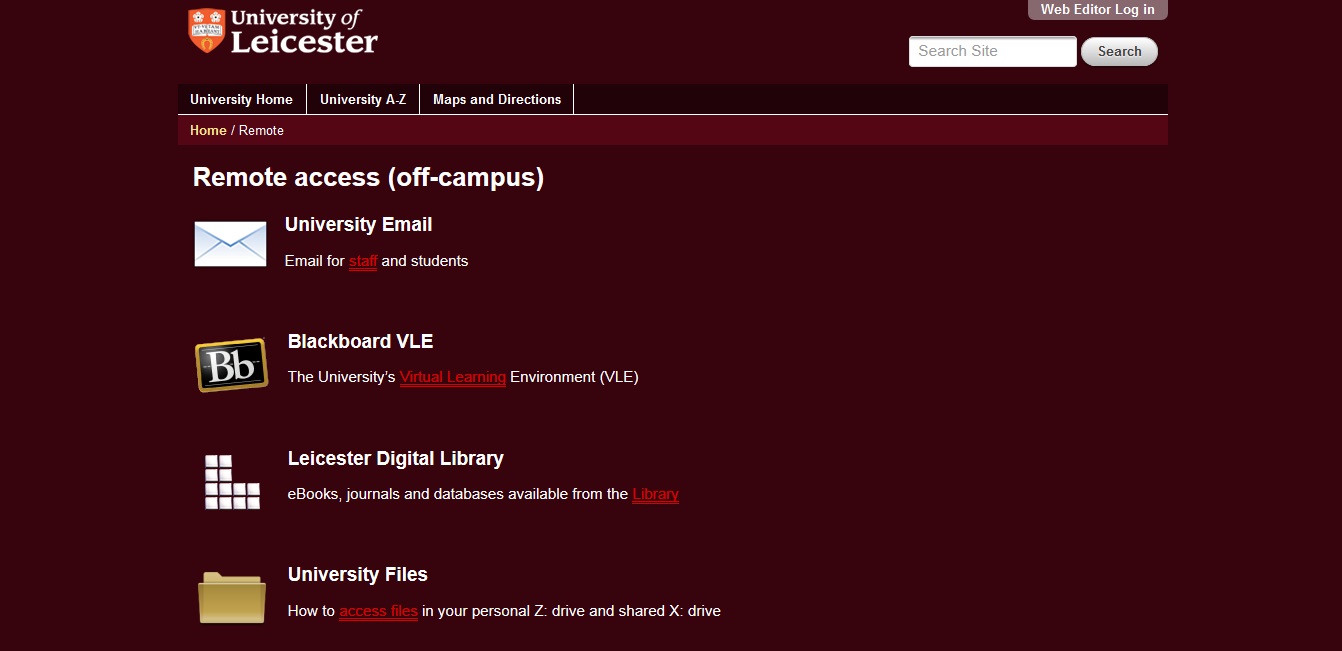 University of
Leicester
Web Editor Log in
Search Site
Search
University Home
University A-Z
Maps and Directions
Home / Remote
Remote access (off-campus)
University Email
Email for staff and students
Bb
Blackboard VLE
The University's Virtual Learning Environment (VLE)
Leicester Digital Library
eBooks, journals and databases available from the Library
University Files
How to access files in your personal Z: drive and shared X: drive